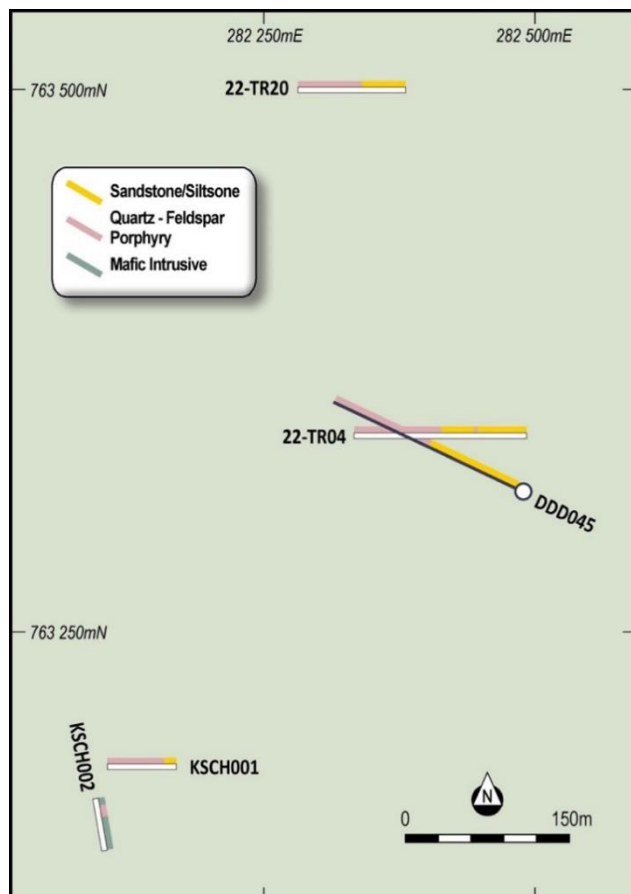 282 250mE
282 500mE
763 500mN
22-TR20
Sandstone/Siltsone
Quartz - Feldspar
Porphyry
Mafic Intrusive
22-TR04
DDD045
763 250mN
KSCH002
KSCH001
N
0
150m